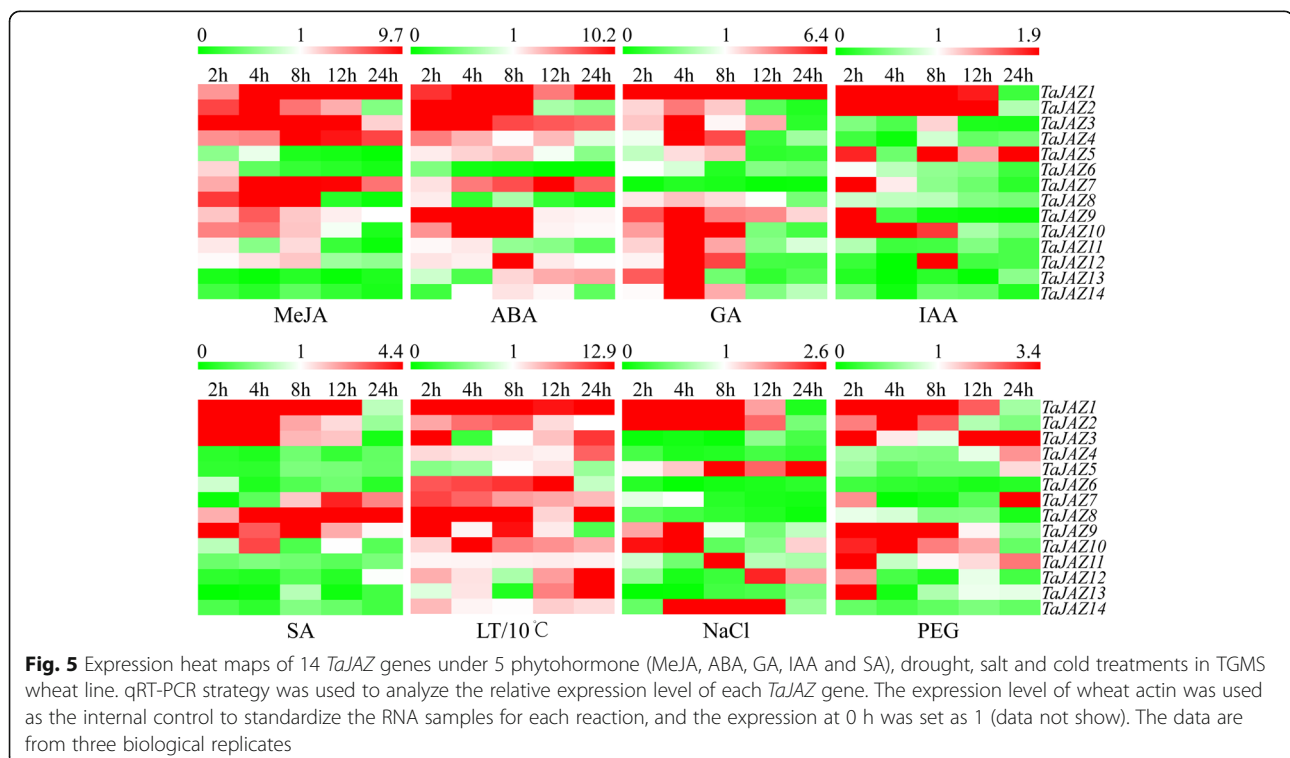 0 1 9.7 0 1 10.2 0 1 6.4 0 1 1.9
2h 4h 8h 12h 24h 2h 4h 8h 12h 24h 2h 4h 8h 12h 24h 2h 4h 8h 12h 24h
TaJAZ1
TaJAZ2
TaJAZ3
TaJAZ4
TaJAZ5
TaJAZ6
TaJAZ7
TaJAZ8
TaJAZ9
TaJAZ10
TaJAZ11
TaJAZ12
TaJAZ13
TaJAZ14
MeJA ABA GA IAA
0 1 4.4 0 1 12.9 0 1 2.6 0 1 3.4
2h 4h 8h 12h 24h 2h 4h 8h 12h 24h 2h 4h 8h 12h 24h 2h 4h 8h 12h 24h
TaJAZ1
TaJAZ2
TaJAZ3
TaJAZ4
TaJAZ5
TaJAZ6
TaJAZ7
TaJAZ8
TaJAZ9
TaJAZ10
TaJAZ11
TaJAZ12
TaJAZ13
TaJAZ14
SA LT/10℃ NaCl PEG
Fig. 5 Expression heat maps of 14 TaJAZ genes under 5 phytohormone (MeJA, ABA, GA, IAA and SA), drought, salt and cold treatments in TGMS
wheat line. qRT-PCR strategy was used to analyze the relative expression level of each TaJAZ gene. The expression level of wheat actin was used
as the internal control to standardize the RNA samples for each reaction, and the expression at 0 h was set as 1 (data not show). The data are
from three biological replicates